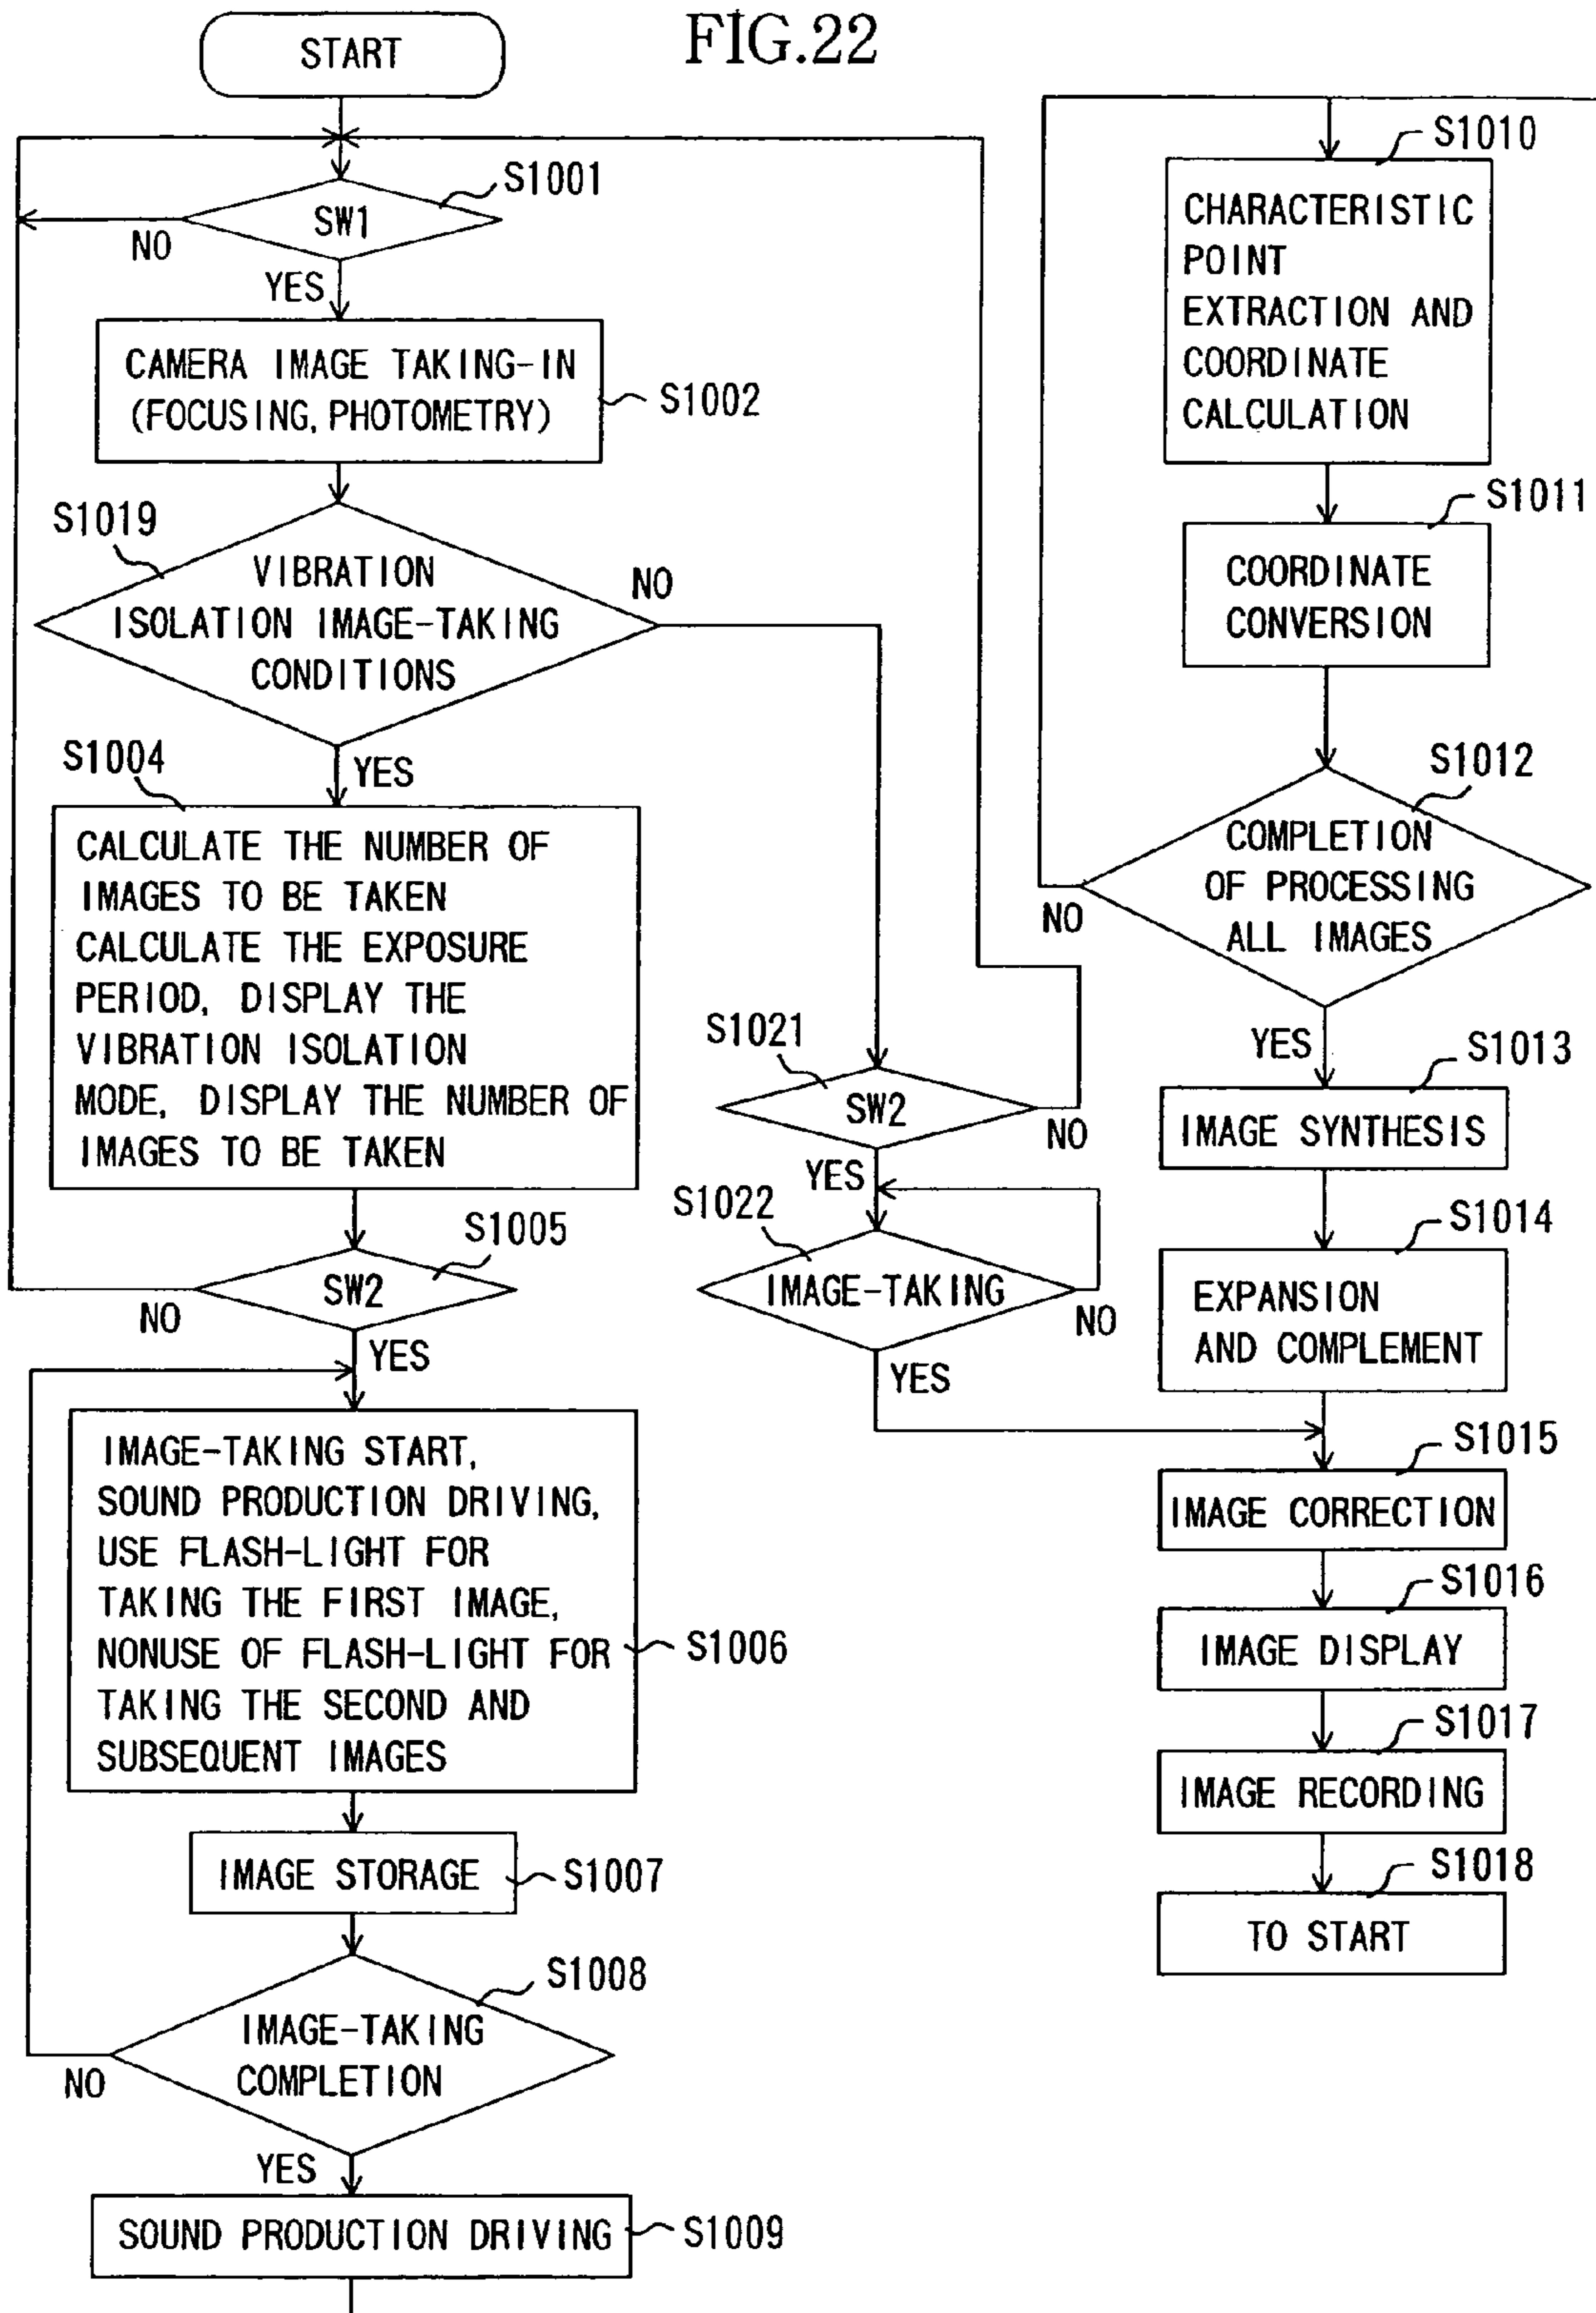 FIG.22
START
S1001
SW1
NO
YES
CAMERA IMAGE TAKING-IN
(FOCUSING, PHOTOMETRY)
S1002
S1019
VIBRATION
ISOLATION IMAGE-TAKING
CONDITIONS
NO
YES
S1004
CALCULATE THE NUMBER OF
IMAGES TO BE TAKEN
CALCULATE THE EXPOSURE
PERIOD, DISPLAY THE
VIBRATION ISOLATION
MODE, DISPLAY THE NUMBER OF
IMAGES TO BE TAKEN
S1005
SW2
NO
YES
IMAGE-TAKING START,
SOUND PRODUCTION DRIVING,
USE FLASH-LIGHT FOR
TAKING THE FIRST IMAGE,
NONUSE OF FLASH-LIGHT FOR
TAKING THE SECOND AND
SUBSEQUENT IMAGES
S1006
IMAGE STORAGE
S1007
S1008
IMAGE-TAKING
COMPLETION
NO
YES
SOUND PRODUCTION DRIVING
S1009
S1021
SW2
NO
YES
S1022
IMAGE-TAKING
NO
YES
S1010
CHARACTERISTIC
POINT
EXTRACTION AND
COORDINATE
CALCULATION
S1011
COORDINATE
CONVERSION
S1012
COMPLETION
OF PROCESSING
ALL IMAGES
NO
YES
S1013
IMAGE SYNTHESIS
S1014
EXPANSION
AND COMPLEMENT
S1015
IMAGE CORRECTION
S1016
IMAGE DISPLAY
S1017
IMAGE RECORDING
S1018
TO START